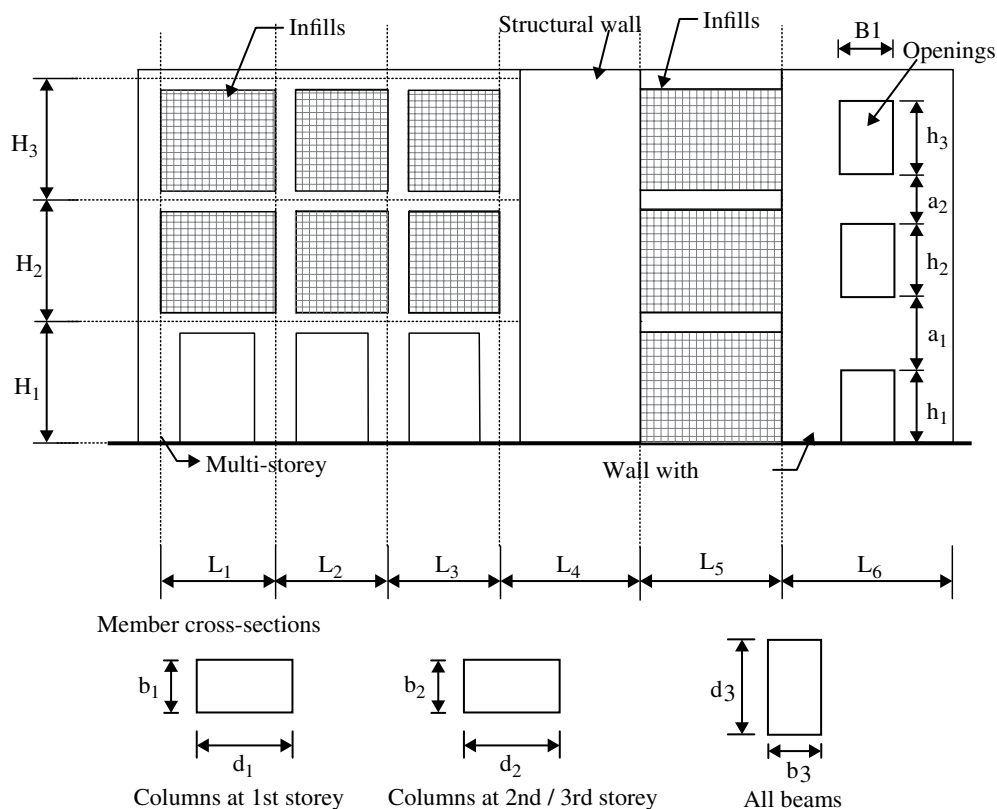 Infills
Structural wall
Infills
B1
Openings
H3
h3
a2
H2
h2
a1
H1
h1
Multi-storey
Wall with
L1
L2
L3
L4
L5
L6
Member cross-sections
b1
b2
d3
d1
d2
b3
Columns at 1st storey
Columns at 2nd / 3rd storey
All beams